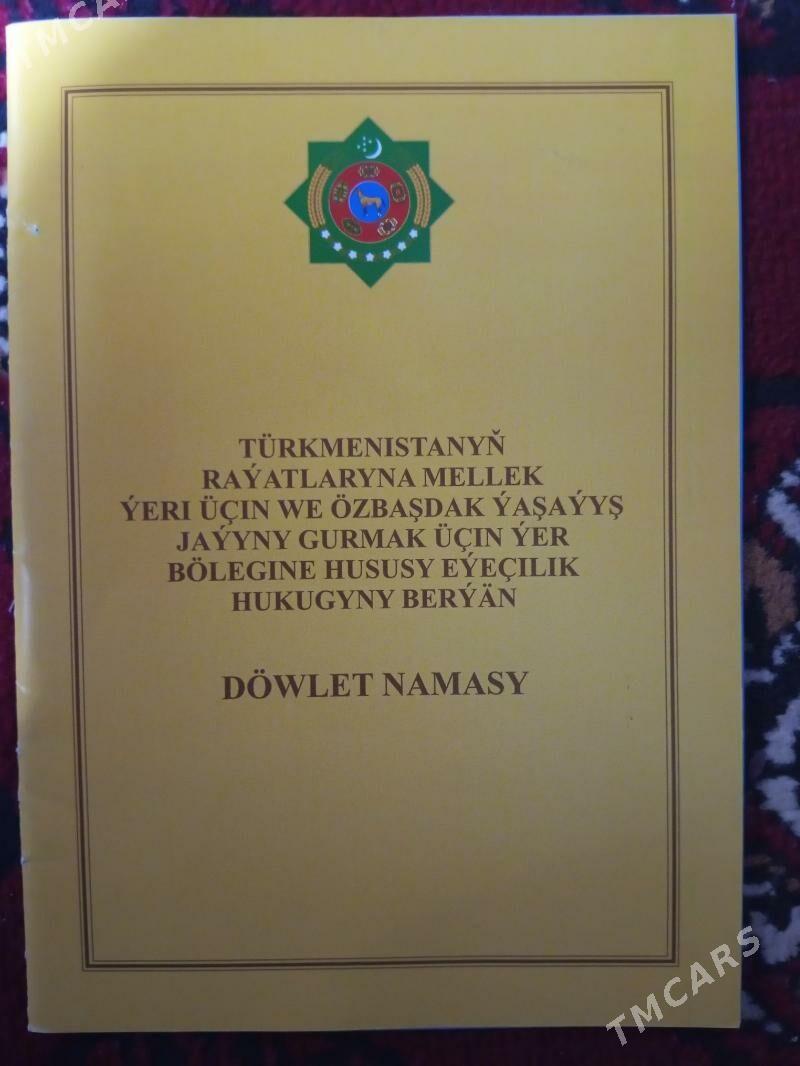 TMCARS
TÜRKMENISTANYŇ
RAÝATLARYNA MELLEK
ÝERI ÜÇIN WE ÖZBAŞDAK ÝAŞAÝYŞ
JAÝYNY GURMAK ÜÇIN ÝER
BÖLEGINE HUSUSY EÝEÇILIK
HUKUGYNY BERÝÄN
DÖWLET NAMASY
TMCARS